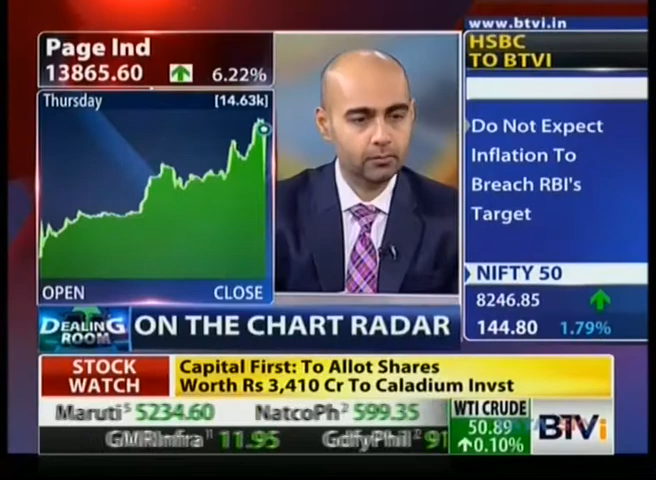 www.btvi.in
Page Ind
13865.60 6.22%
Thursday [14.63k]
OPEN CLOSE
HSBC
TO BTVI
Do Not Expect
Inflation To
Breach RBI's
Target
NIFTY 50
8246.85
144.80 1.79%
DEALING
ROOM
ON THE CHART RADAR
STOCK
WATCH
Capital First: To Allot Shares
Worth Rs 3,410 Cr To Caladium Invst
Maruti 5234.60 NatcoPh 599.35
GMRInfra 11.95 GdfyPhil 91
WTI CRUDE
50.89
0.10%
BTVi